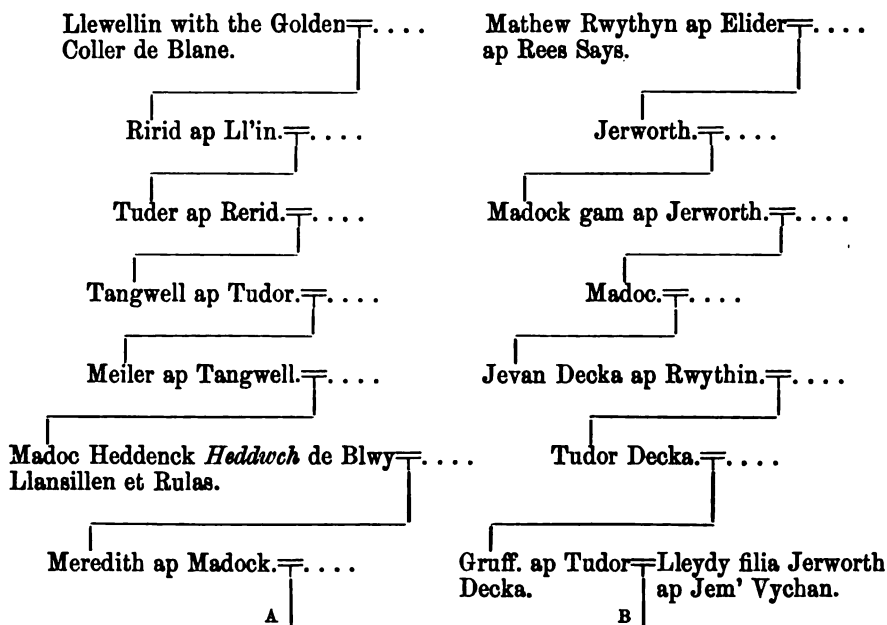 Llewellin with the Golden=. . . .
Coller de Blane.
Ririd ap Ll'in.=. . . .
Tuder ap Rerid.=. . . .
Tangwell ap Tudor.=. . . .
Meiler ap Tangwell.=. . . .
Madoc Heddenck Heddwch de Blwy=. . . .
Llansillen et Rulas.
Meredith ap Madock.=. . . .
A
Mathew Rwythyn ap Elider=. . . .
ap Rees Says.
Jerworth.=. . . .
Madock gam ap Jerworth.=. . . .
Madoc.=. . . .
Jevan Decka ap Rwythin.=. . . .
Tudor Decka.=. . . .
Gruff. ap Tudor=Lleydy filia Jerworth
Decka. ap Jem' Vychan.
B